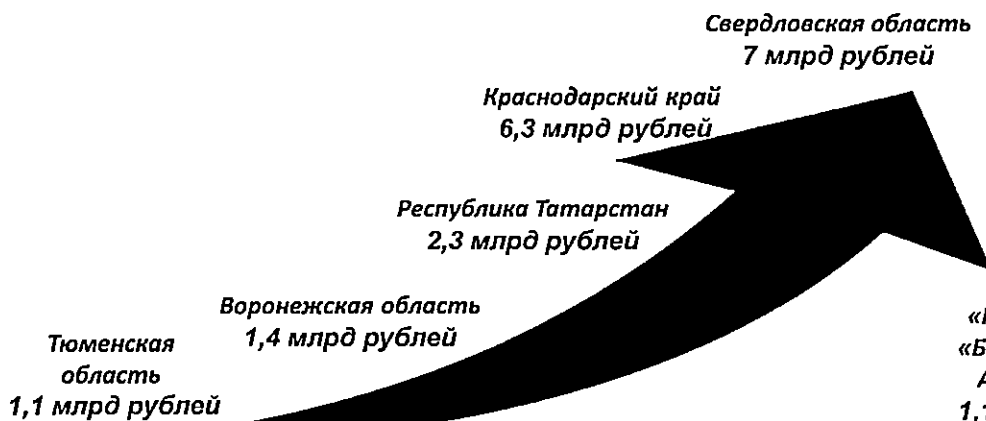 Свердловская область
7 млрд рублей
Краснодарский край
6,3 млрд рублей
Республика Татарстан
2,3 млрд рублей
Воронежская область
1,4 млрд рублей
Тюменская
область
1,1 млрд рублей